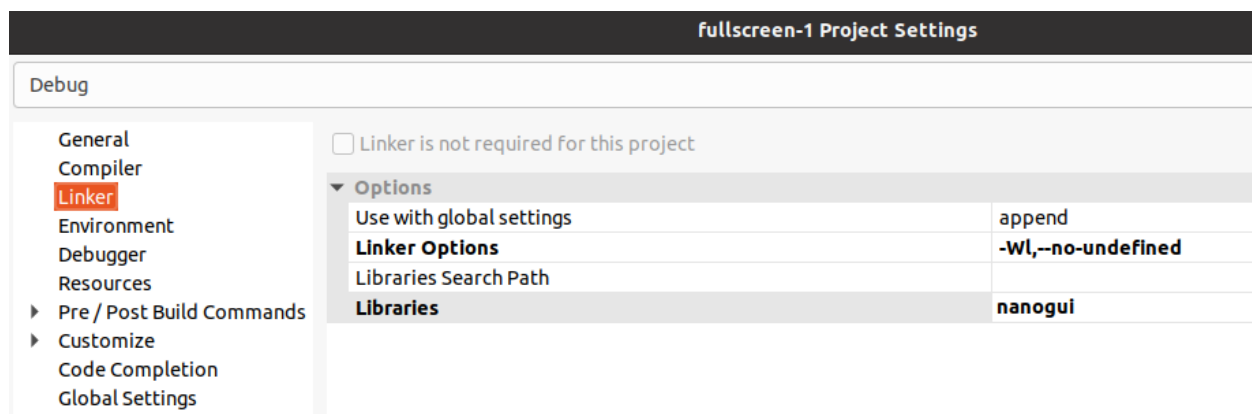 fullscreen-1 Project Settings
Debug
General
Compiler
Linker
Environment
Debugger
Resources
Pre / Post Build Commands
Customize
Code Completion
Global Settings
Linker is not required for this project
Options
Use with global settings append
Linker Options -Wl,--no-undefined
Libraries Search Path
Libraries nanogui